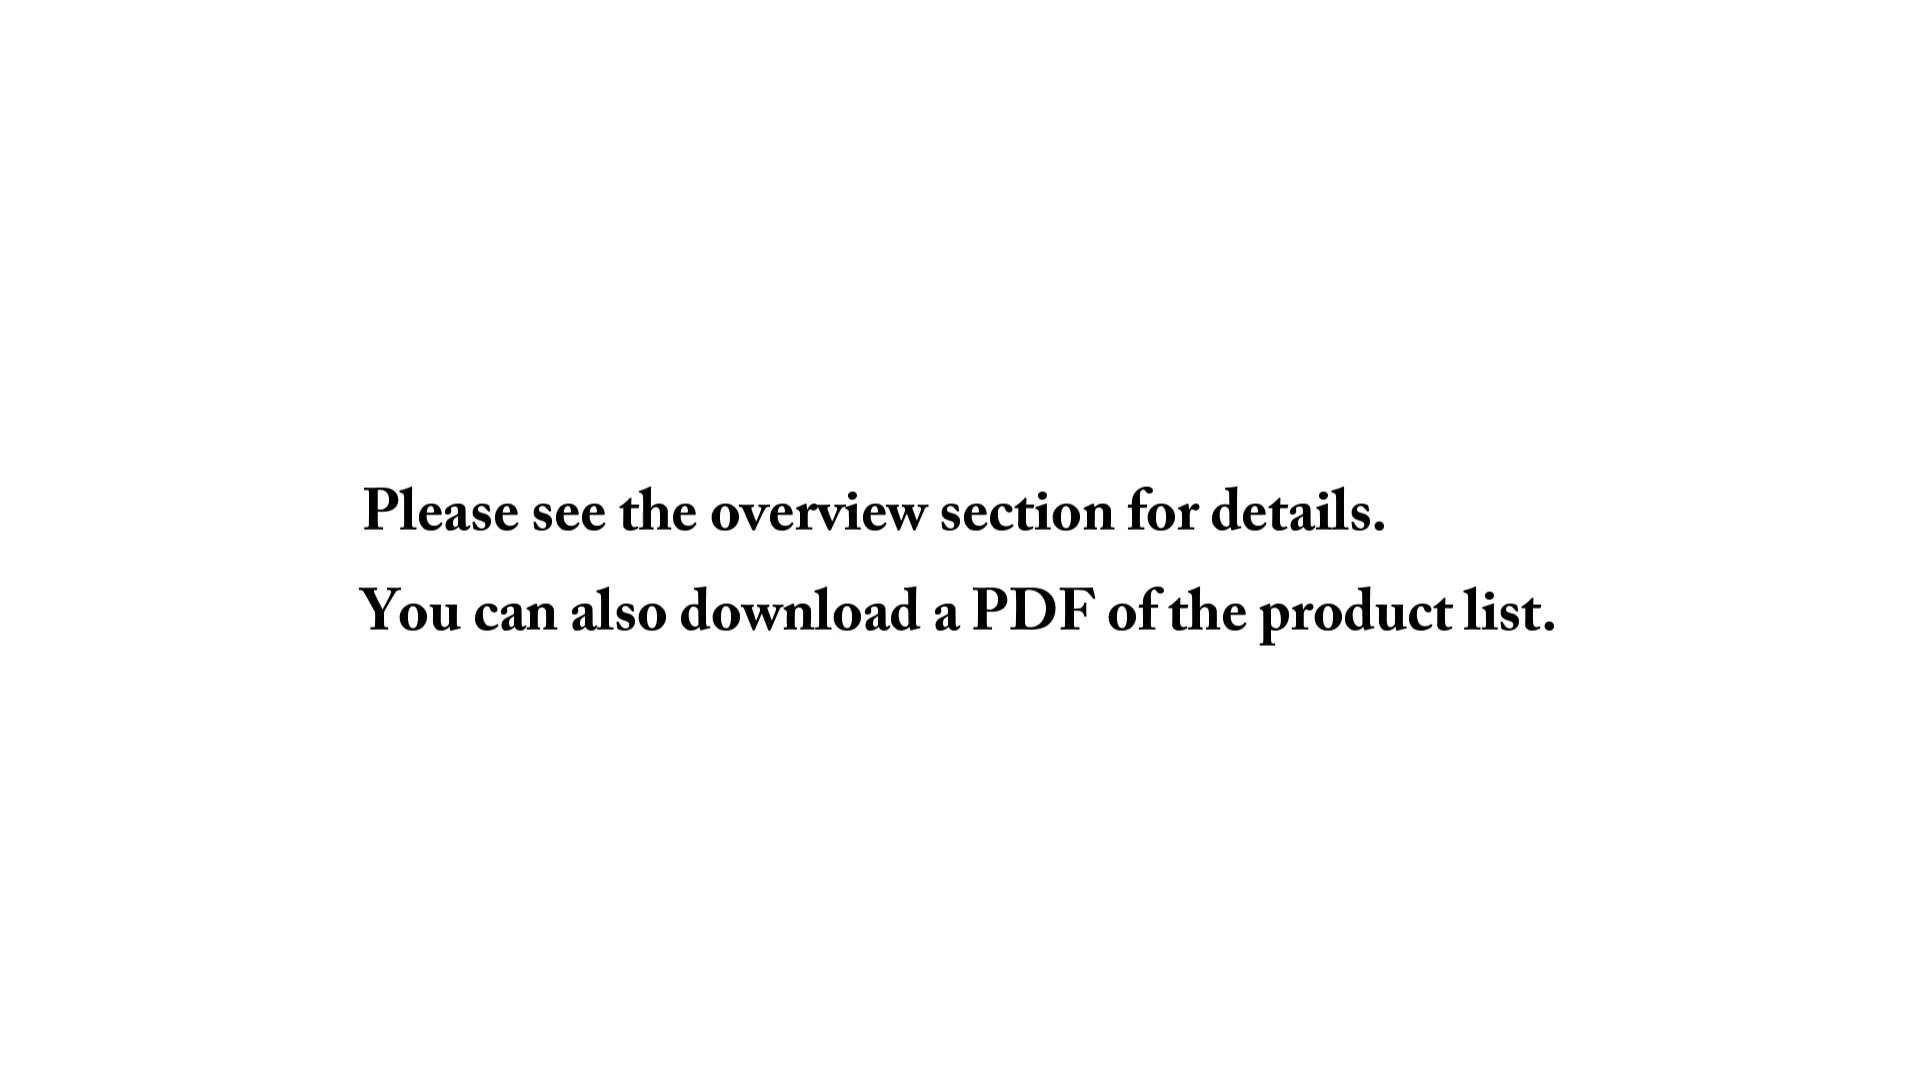 Please see the overview section for details.
You can also download a PDF of the product list.